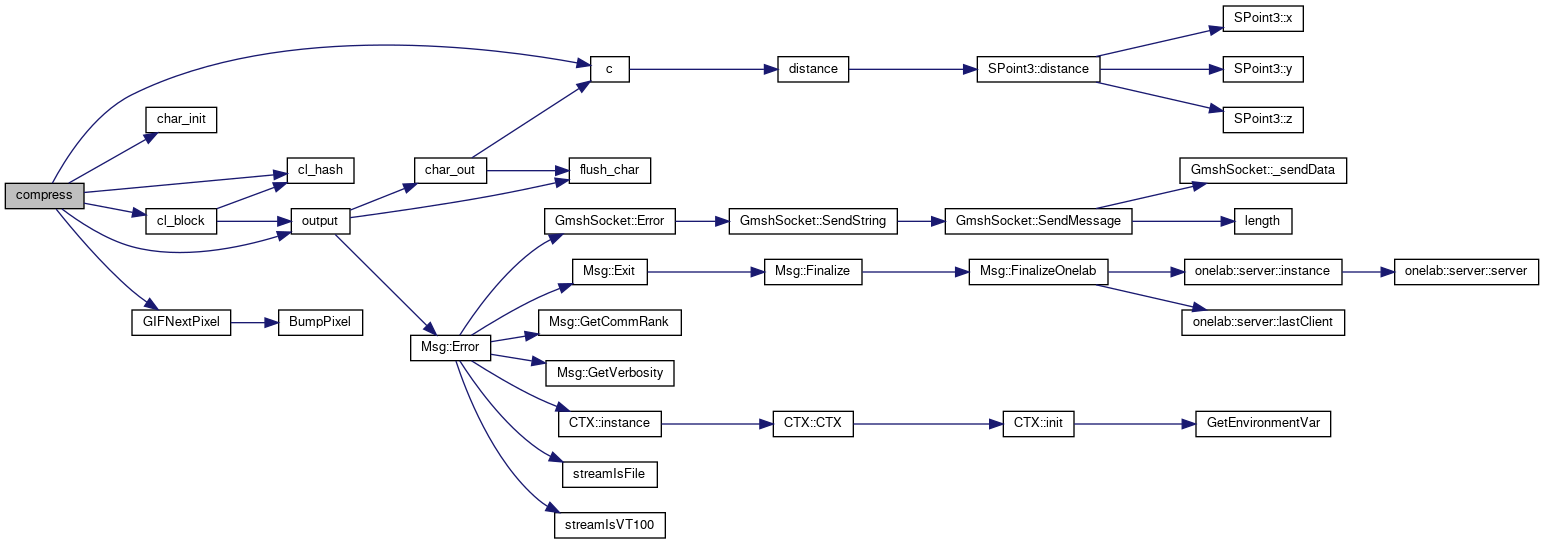 compress
c
char_init
cl_hash
cl_block
output
GIFNextPixel
BumpPixel
char_out
flush_char
Msg::Error
distance
SPoint3::distance
SPoint3::x
SPoint3::y
SPoint3::z
GmshSocket::Error
GmshSocket::SendString
GmshSocket::SendMessage
GmshSocket::_sendData
length
Msg::Exit
Msg::Finalize
Msg::FinalizeOnelab
onelab::server::instance
onelab::server::server
onelab::server::lastClient
Msg::GetCommRank
Msg::GetVerbosity
CTX::instance
CTX::CTX
CTX::init
GetEnvironmentVar
streamIsFile
streamIsVT100